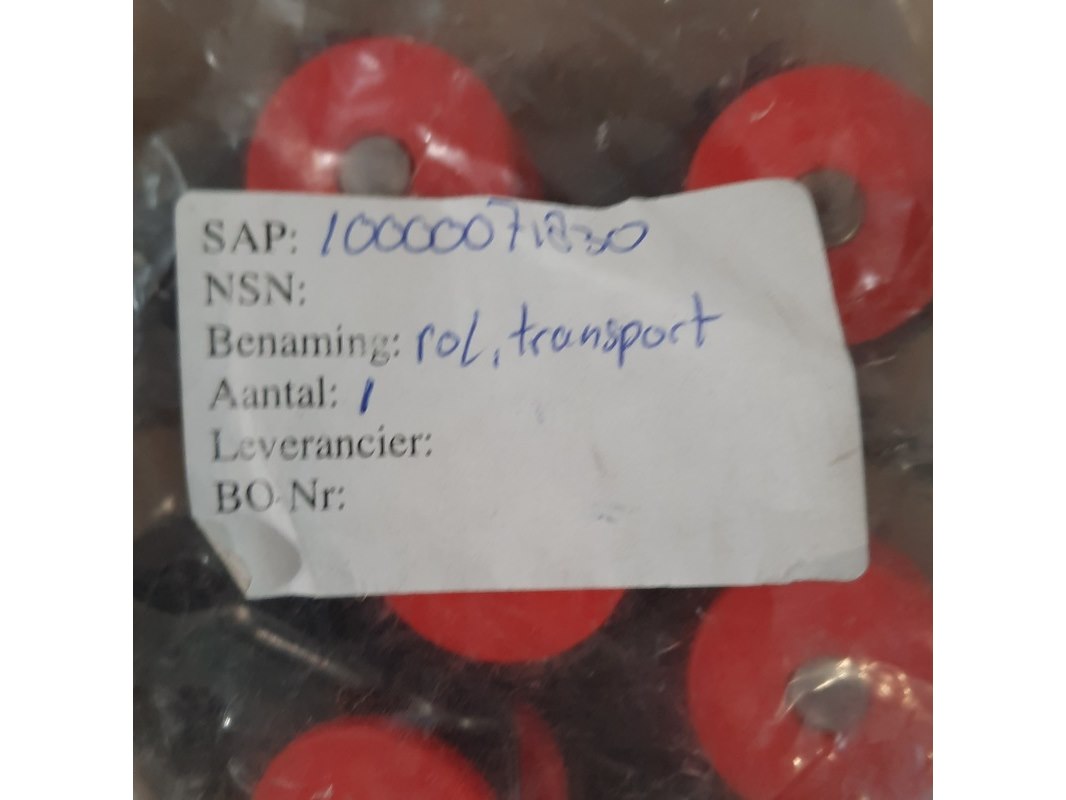 SAP: 10000071830
NSN:
Benaming: rol, transport
Aantal: 1
Leverancier:
BO-Nr: